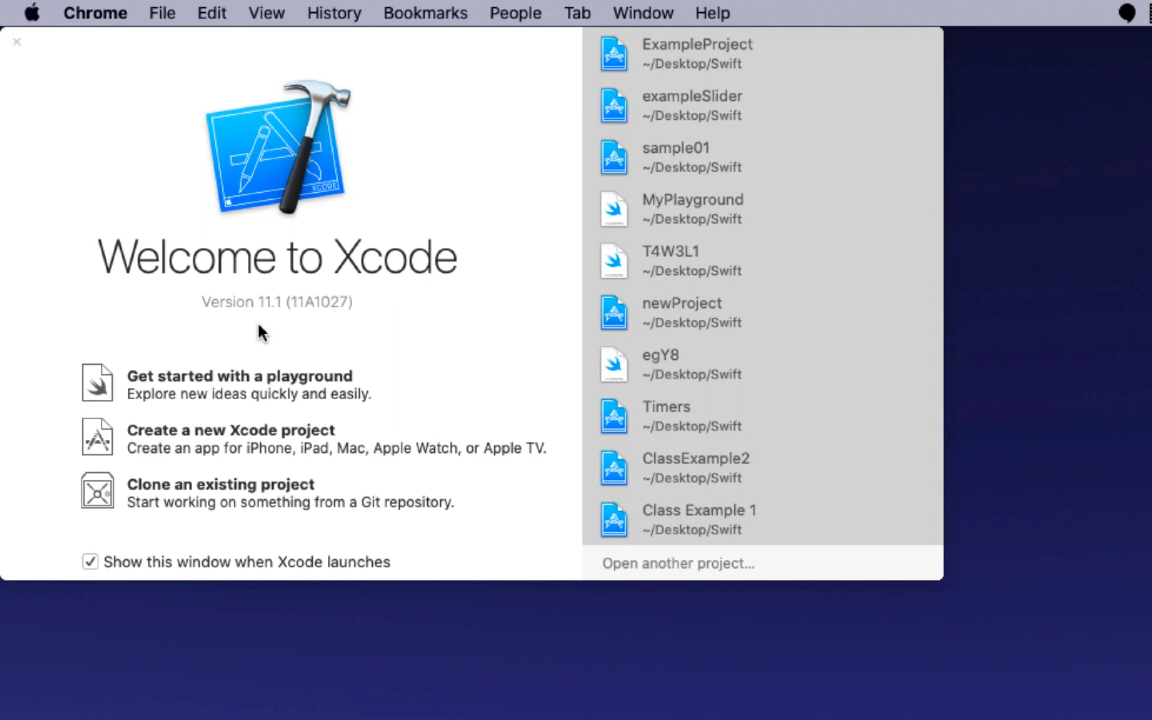 Chrome File Edit View History Bookmarks People Tab Window Help
XCODE
Welcome to Xcode
Version 11.1 (11A1027)
Get started with a playground
Explore new ideas quickly and easily.
Create a new Xcode project
Create an app for iPhone, iPad, Mac, Apple Watch, or Apple TV.
Clone an existing project
Start working on something from a Git repository.
Show this window when Xcode launches
ExampleProject
~/Desktop/Swift
exampleSlider
~/Desktop/Swift
sample01
~/Desktop/Swift
MyPlayground
~/Desktop/Swift
T4W3L1
~/Desktop/Swift
newProject
~/Desktop/Swift
egY8
~/Desktop/Swift
Timers
~/Desktop/Swift
ClassExample2
~/Desktop/Swift
Class Example 1
~/Desktop/Swift
Open another project...